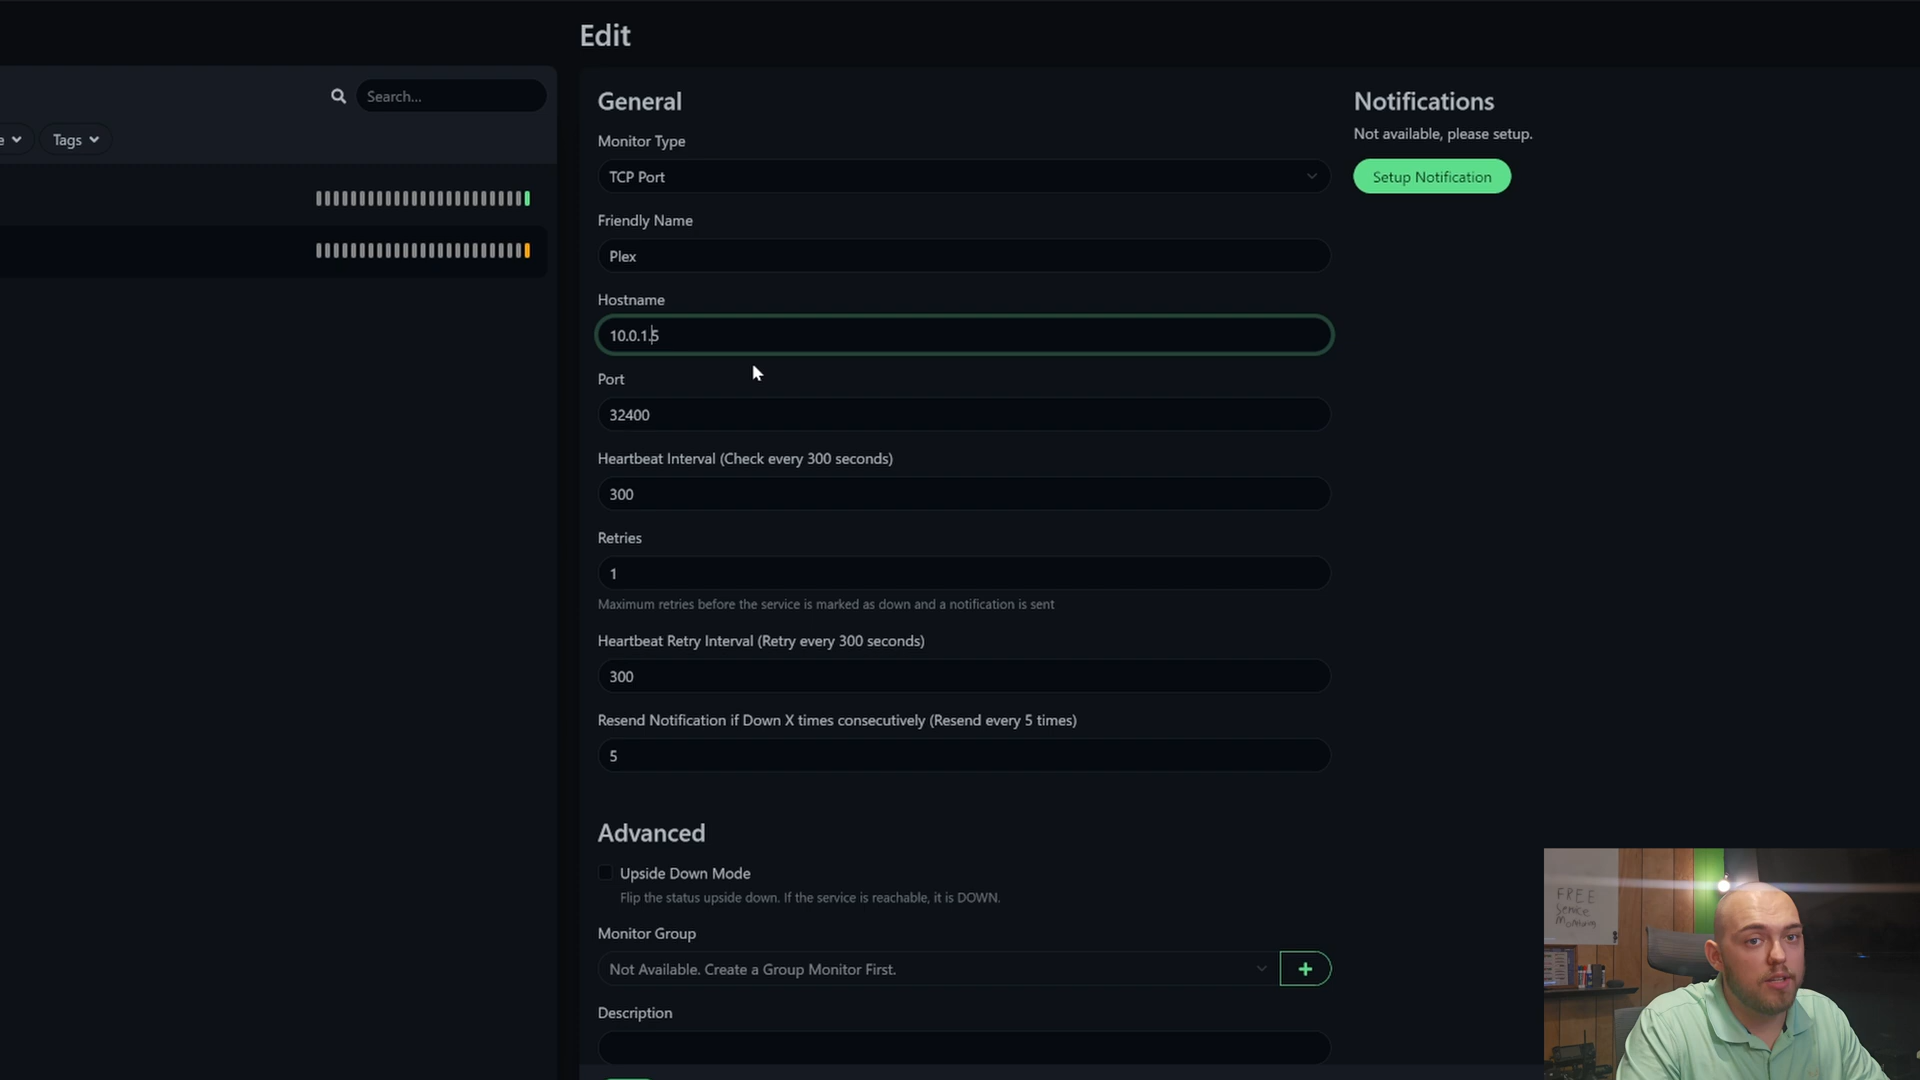 Edit
Search...
e
Tags
General
Monitor Type
TCP Port
Friendly Name
Plex
Hostname
10.0.1.5
Port
32400
Heartbeat Interval (Check every 300 seconds)
300
Retries
1
Maximum retries before the service is marked as down and a notification is sent
Heartbeat Retry Interval (Retry every 300 seconds)
300
Resend Notification if Down X times consecutively (Resend every 5 times)
5
Advanced
Upside Down Mode
Flip the status upside down. If the service is reachable, it is DOWN.
Monitor Group
Not Available. Create a Group Monitor First.
+
Description
Notifications
Not available, please setup.
Setup Notification
FREE
Service